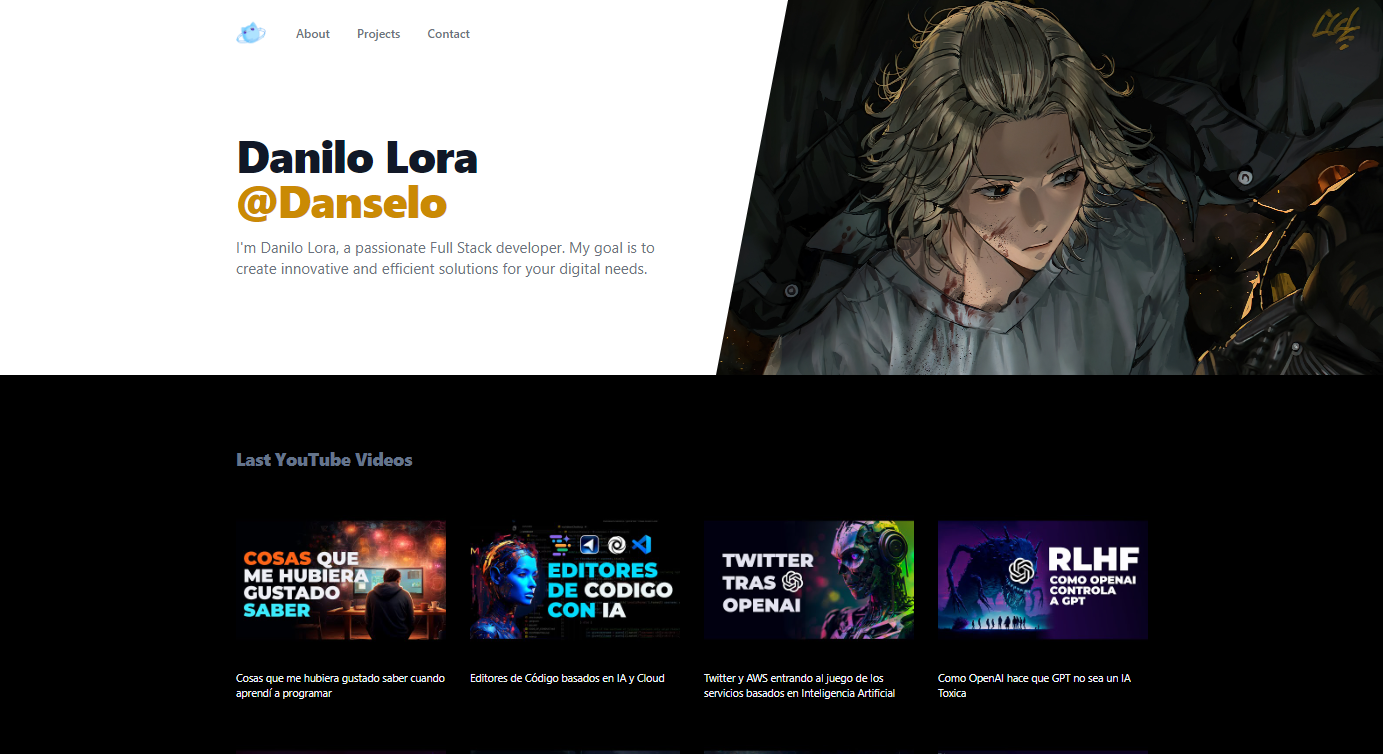 About Projects Contact
Danilo Lora
@Danselo
I'm Danilo Lora, a passionate Full Stack developer. My goal is to
create innovative and efficient solutions for your digital needs.
Last YouTube Videos
COSAS QUE
ME HUBIERA
GUSTADO
SABER
EDITORES
DE CODIGO
CON IA
TWITTER
TRAS
OPENAI
RLHF
COMO OPENAI
CONTROLA
A GPT
Cosas que me hubiera gustado saber cuando
aprendí a programar
Editores de Código basados en IA y Cloud
Twitter y AWS entrando al juego de los
servicios basados en Inteligencia Artificial
Como OpenAI hace que GPT no sea un IA
Toxica